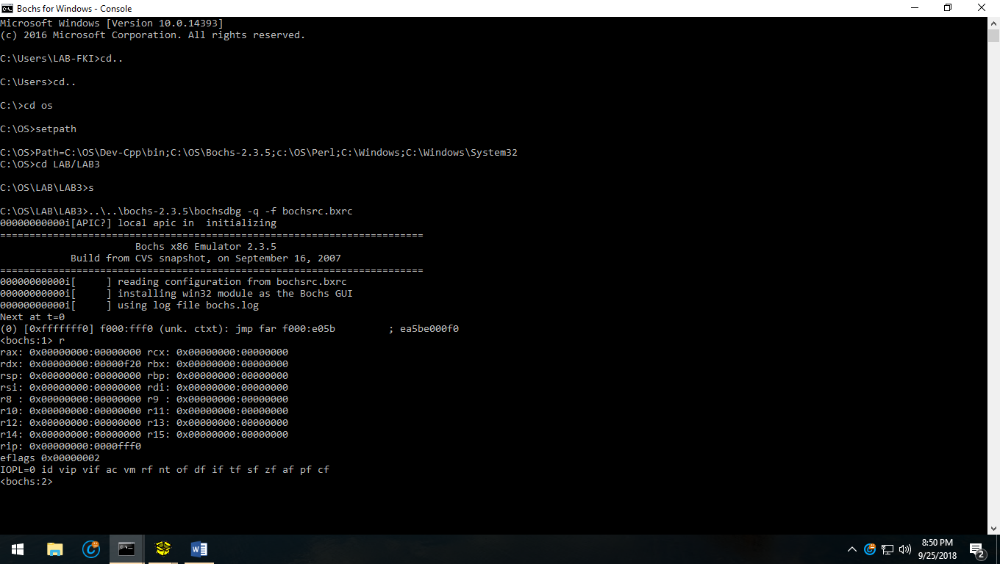 Bochs for Windows - Console
Microsoft Windows [Version 10.0.14393]
(c) 2016 Microsoft Corporation. All rights reserved.
C:\Users\LAB-FKI>cd..
C:\Users>cd..
C:\>cd os
C:\OS>setpath
C:\OS>Path=C:\OS\Dev-Cpp\bin;C:\OS\Bochs-2.3.5;c:\OS\Perl;C:\Windows;C:\Windows\System32
C:\OS>cd LAB/LAB3
C:\OS\LAB\LAB3>s
C:\OS\LAB\LAB3>..\..\bochs-2.3.5\bochsdbg -q -f bochsrc.bxrc
00000000000i[APIC?] local apic in  initializing
========================================================================
Bochs x86 Emulator 2.3.5
Build from CVS snapshot, on September 16, 2007
========================================================================
00000000000i[     ] reading configuration from bochsrc.bxrc
00000000000i[     ] installing win32 module as the Bochs GUI
00000000000i[     ] using log file bochs.log
Next at t=0
(0) [0xfffffff0] f000:fff0 (unk. ctxt): jmp far f000:e05b         ; ea5be000f0
<bochs:1> r
rax: 0x00000000:00000000 rcx: 0x00000000:00000000
rdx: 0x00000000:00000f20 rbx: 0x00000000:00000000
rsp: 0x00000000:00000000 rbp: 0x00000000:00000000
rsi: 0x00000000:00000000 rdi: 0x00000000:00000000
r8 : 0x00000000:00000000 r9 : 0x00000000:00000000
r10: 0x00000000:00000000 r11: 0x00000000:00000000
r12: 0x00000000:00000000 r13: 0x00000000:00000000
r14: 0x00000000:00000000 r15: 0x00000000:00000000
rip: 0x00000000:0000fff0
eflags 0x00000002
IOPL=0 id vip vif ac vm rf nt of df if tf sf zf af pf cf
<bochs:2>
8:50 PM
9/25/2018
2